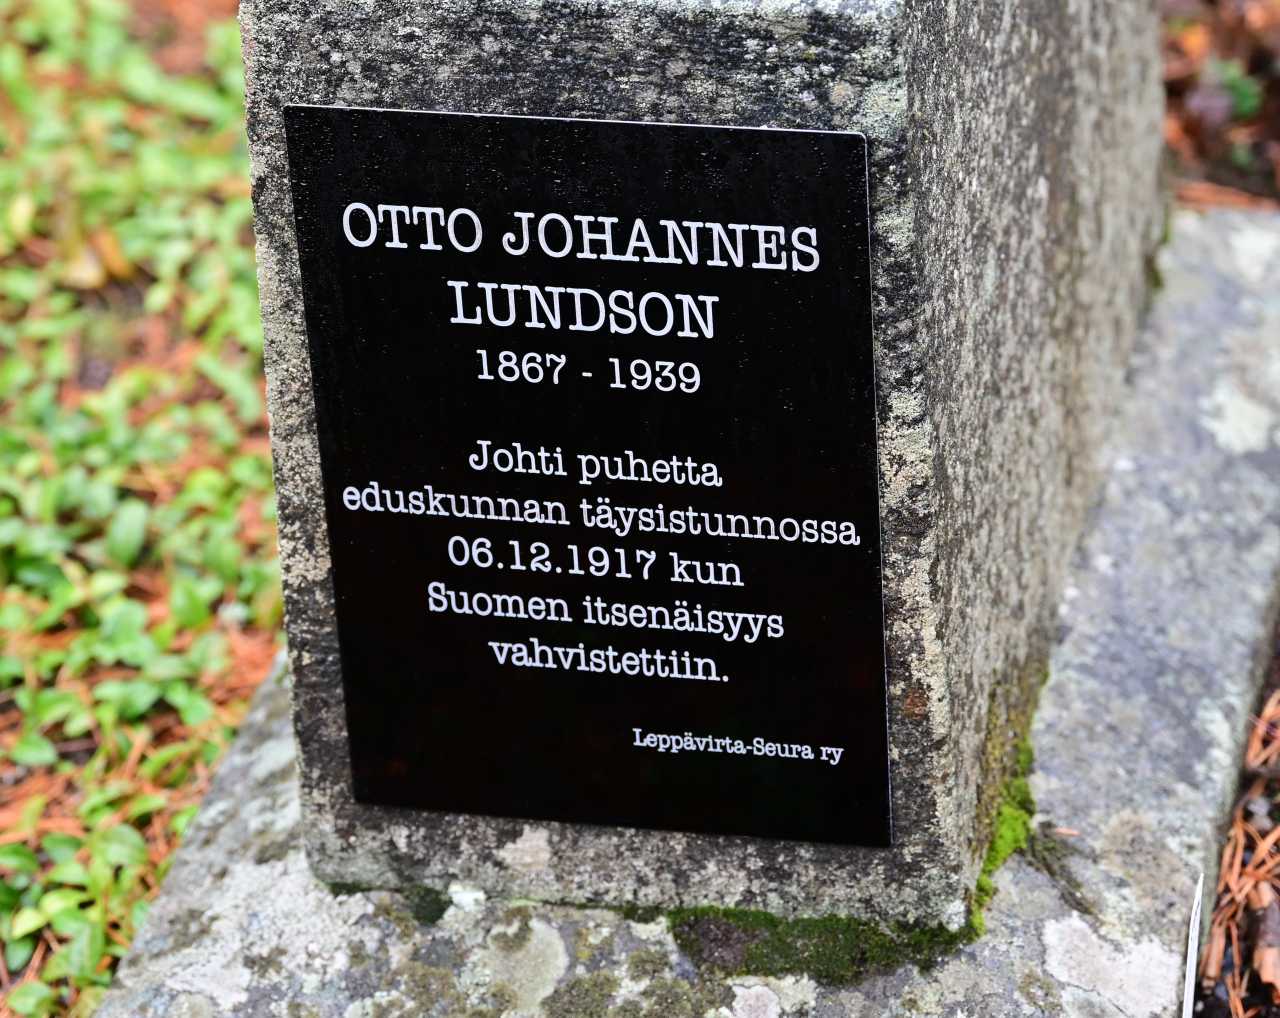 OTTO JOHANNES
LUNDSON
1867 - 1939
Johti puhetta
eduskunnan täysistunnossa
06.12.1917 kun
Suomen itsenäisyys
vahvistettiin.
Leppävirta-Seura ry